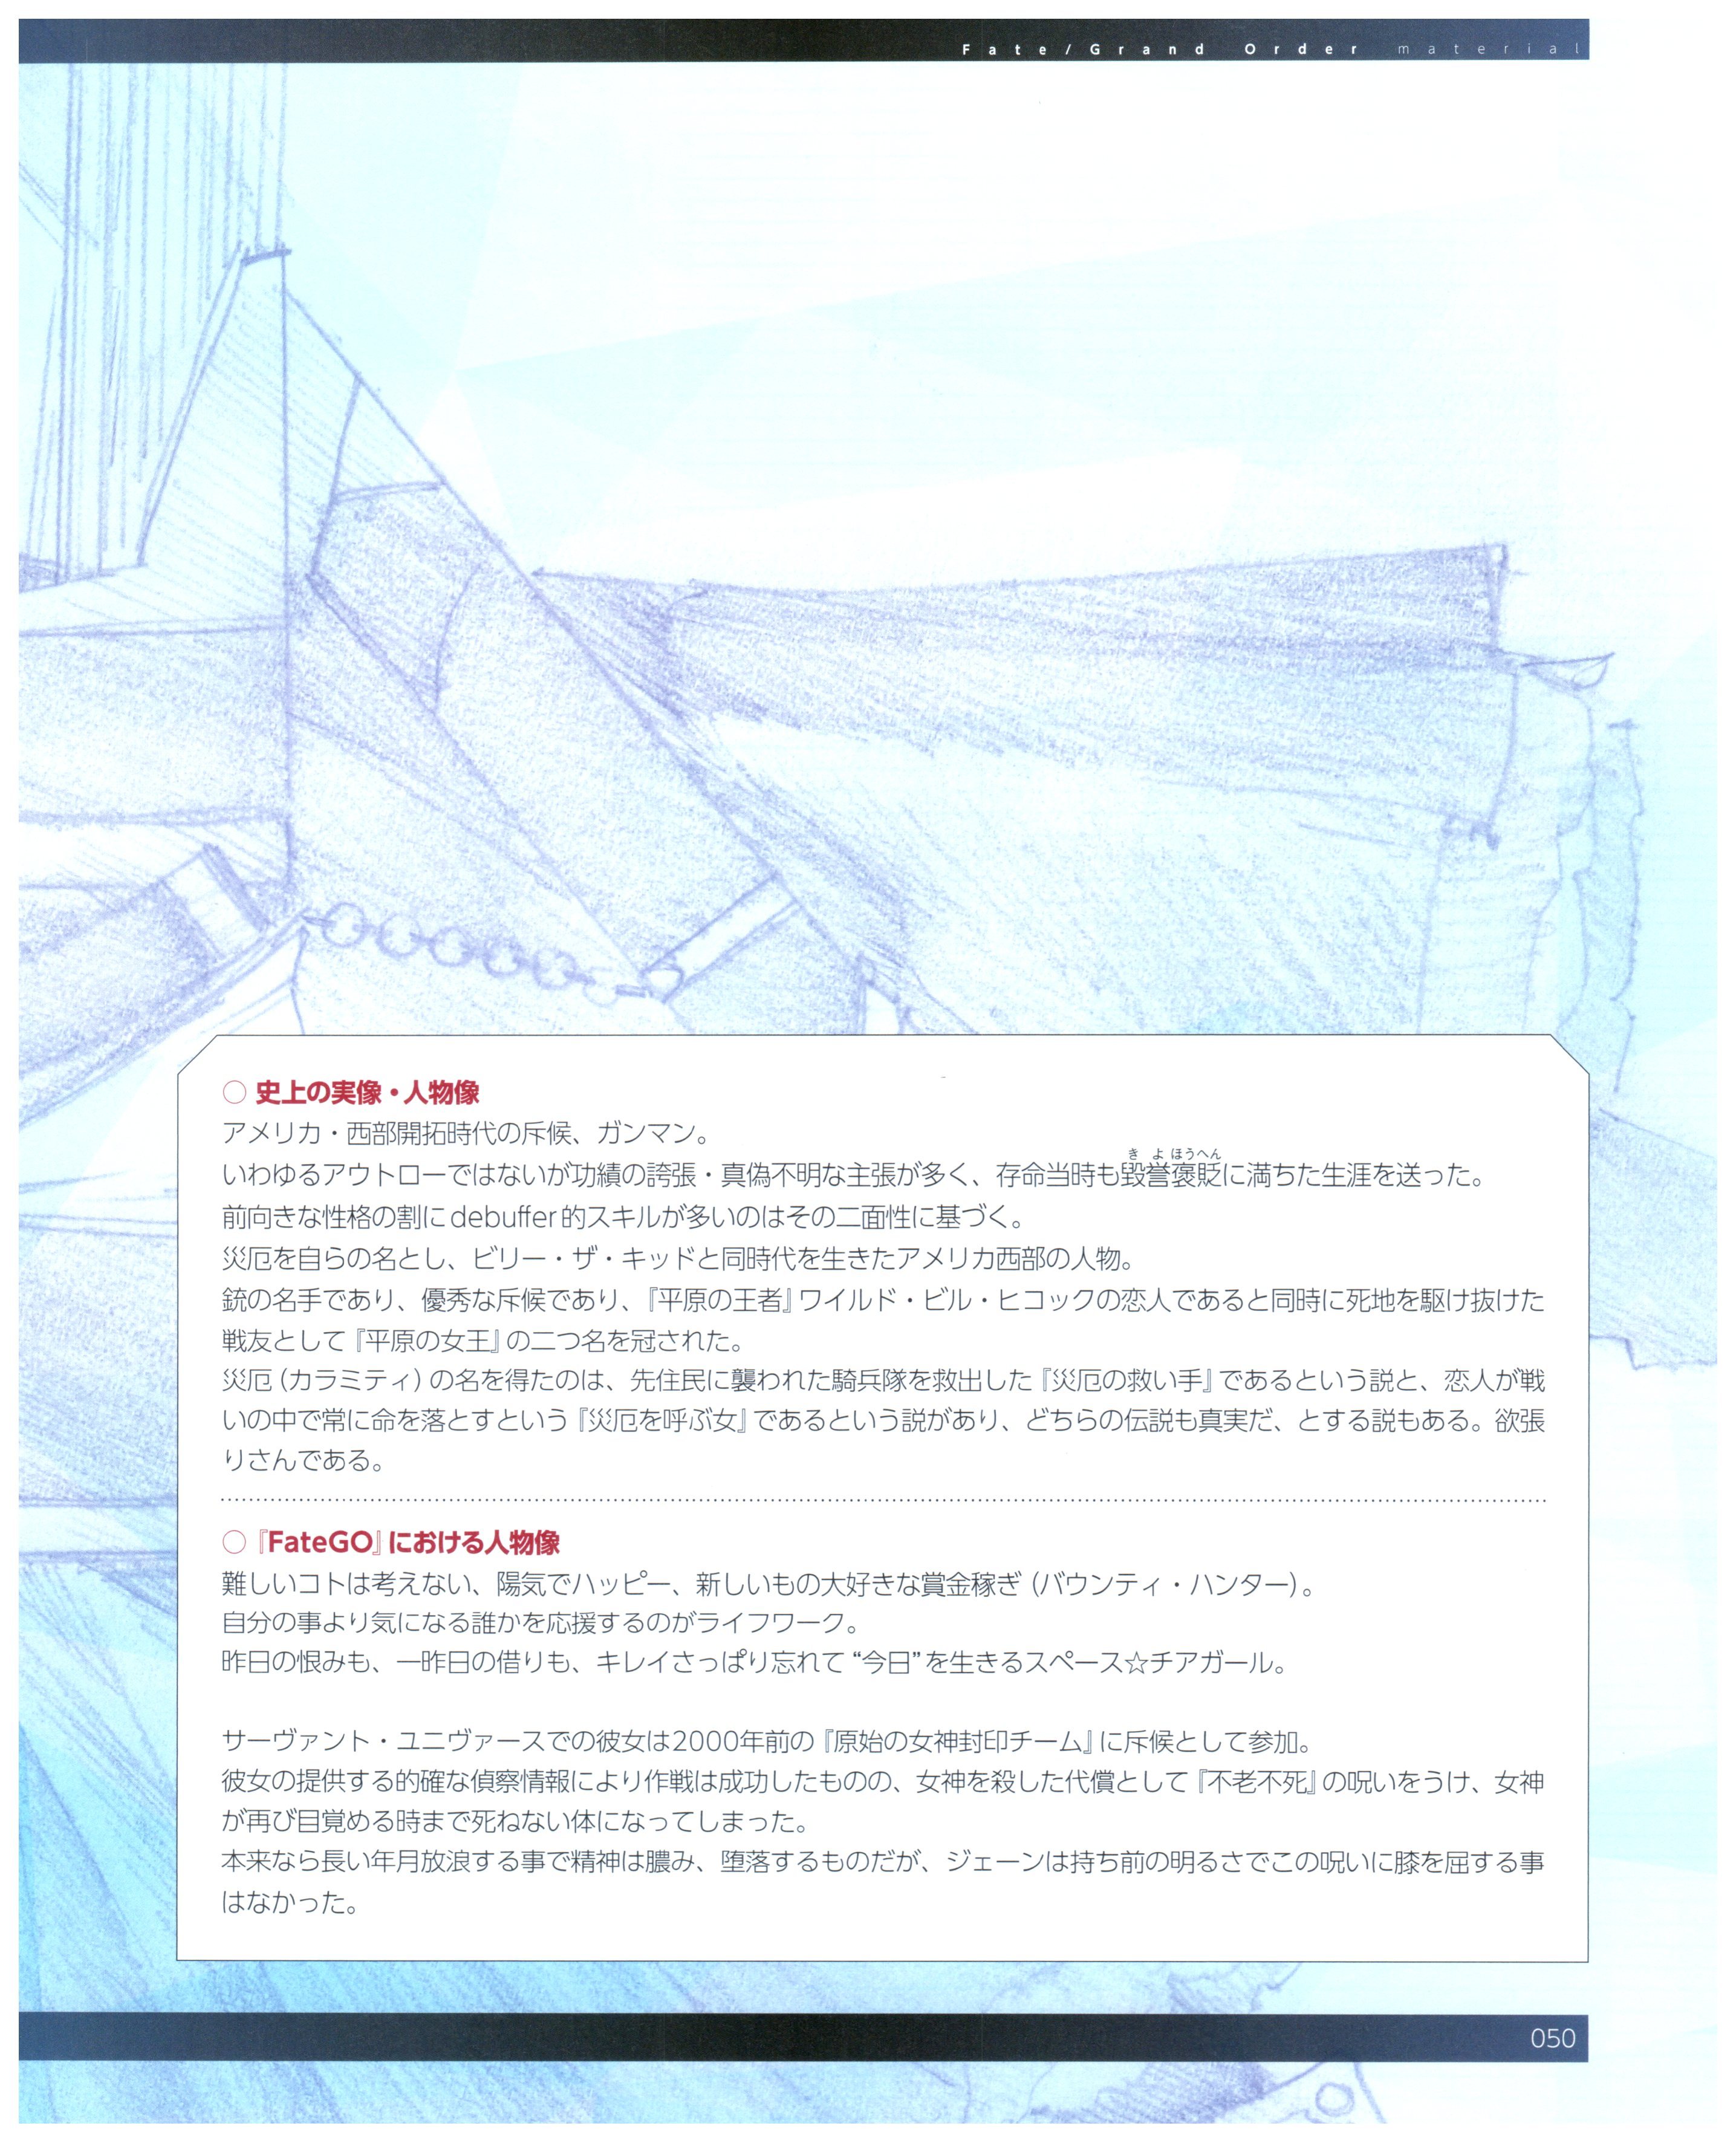 Fate/Grand Order material
○ 史上の実像・人物像
アメリカ・西部開拓時代の斥候、ガンマン。
きよほうへん
いわゆるアウトローではないが功績の誇張・真偽不明な主張が多く、存命当時も毀誉褒貶に満ちた生涯を送った。
前向きな性格の割にdebuffer的スキルが多いのはその二面性に基づく。
災厄を自らの名とし、ビリー・ザ・キッドと同時代を生きたアメリカ西部の人物。
銃の名手であり、優秀な斥候であり、『平原の王者』ワイルド・ビル・ヒコックの恋人であると同時に死地を駆け抜けた
戦友として『平原の女王』の二つ名を冠された。
災厄（カラミティ）の名を得たのは、先住民に襲われた騎兵隊を救出した『災厄の救い手』であるという説と、恋人が戦
いの中で常に命を落とすという『災厄を呼ぶ女』であるという説があり、どちらの伝説も真実だ、とする説もある。欲張
りさんである。
○『FateGO』における人物像
難しいコトは考えない、陽気でハッピー、新しいもの大好きな賞金稼ぎ（バウンティ・ハンター）。
自分の事より気になる誰かを応援するのがライフワーク。
昨日の恨みも、一昨日の借りも、キレイさっぱり忘れて“今日”を生きるスペース☆チアガール。
サーヴァント・ユニヴァースでの彼女は2000年前の『原始の女神封印チーム』に斥候として参加。
彼女の提供する的確な偵察情報により作戦は成功したものの、女神を殺した代償として『不老不死』の呪いをうけ、女神
が再び目覚める時まで死ねない体になってしまった。
本来なら長い年月放浪する事で精神は膿み、堕落するものだが、ジェーンは持ち前の明るさでこの呪いに膝を屈する事
はなかった。
050